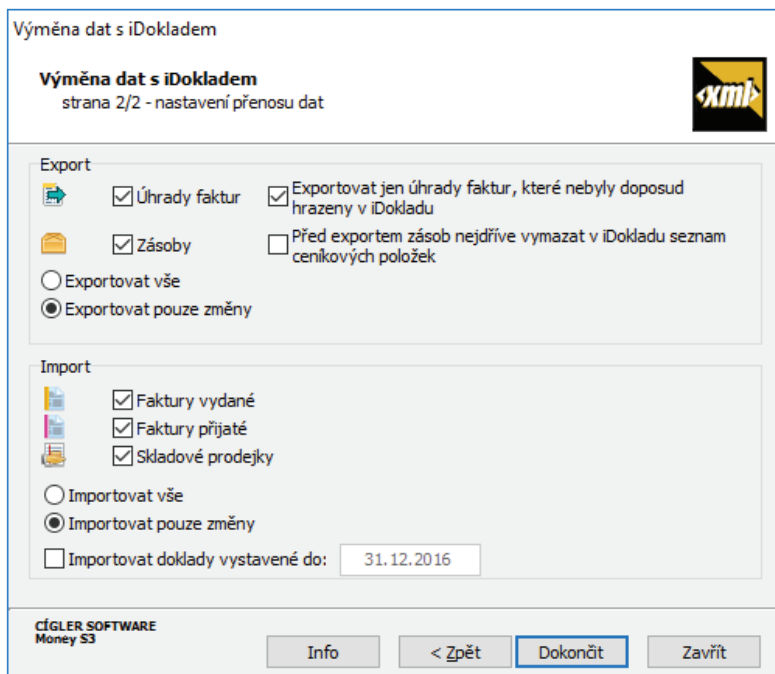 Výměna dat s iDokladem
Výměna dat s iDokladem
strana 2/2 - nastavení přenosu dat
<xml>
Export
Úhrady faktur
Exportovat jen úhrady faktur, které nebyly doposud
hrazeny v iDokladu
Zásoby
Před exportem zásob nejdříve vymazat v iDokladu seznam
ceníkových položek
Exportovat vše
Exportovat pouze změny
Import
Faktury vydané
Faktury přijaté
Skladové prodejky
Importovat vše
Importovat pouze změny
Importovat doklady vystavené do: 31.12.2016
CÍGLER SOFTWARE
Money S3
Info < Zpět Dokončit Zavřít